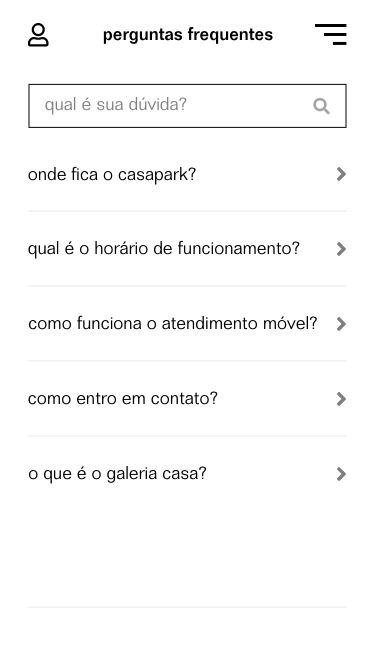 perguntas frequentes
qual é sua dúvida?
onde fica o casapark?
qual é o horário de funcionamento?
como funciona o atendimento móvel?
como entro em contato?
o que é o galeria casa?